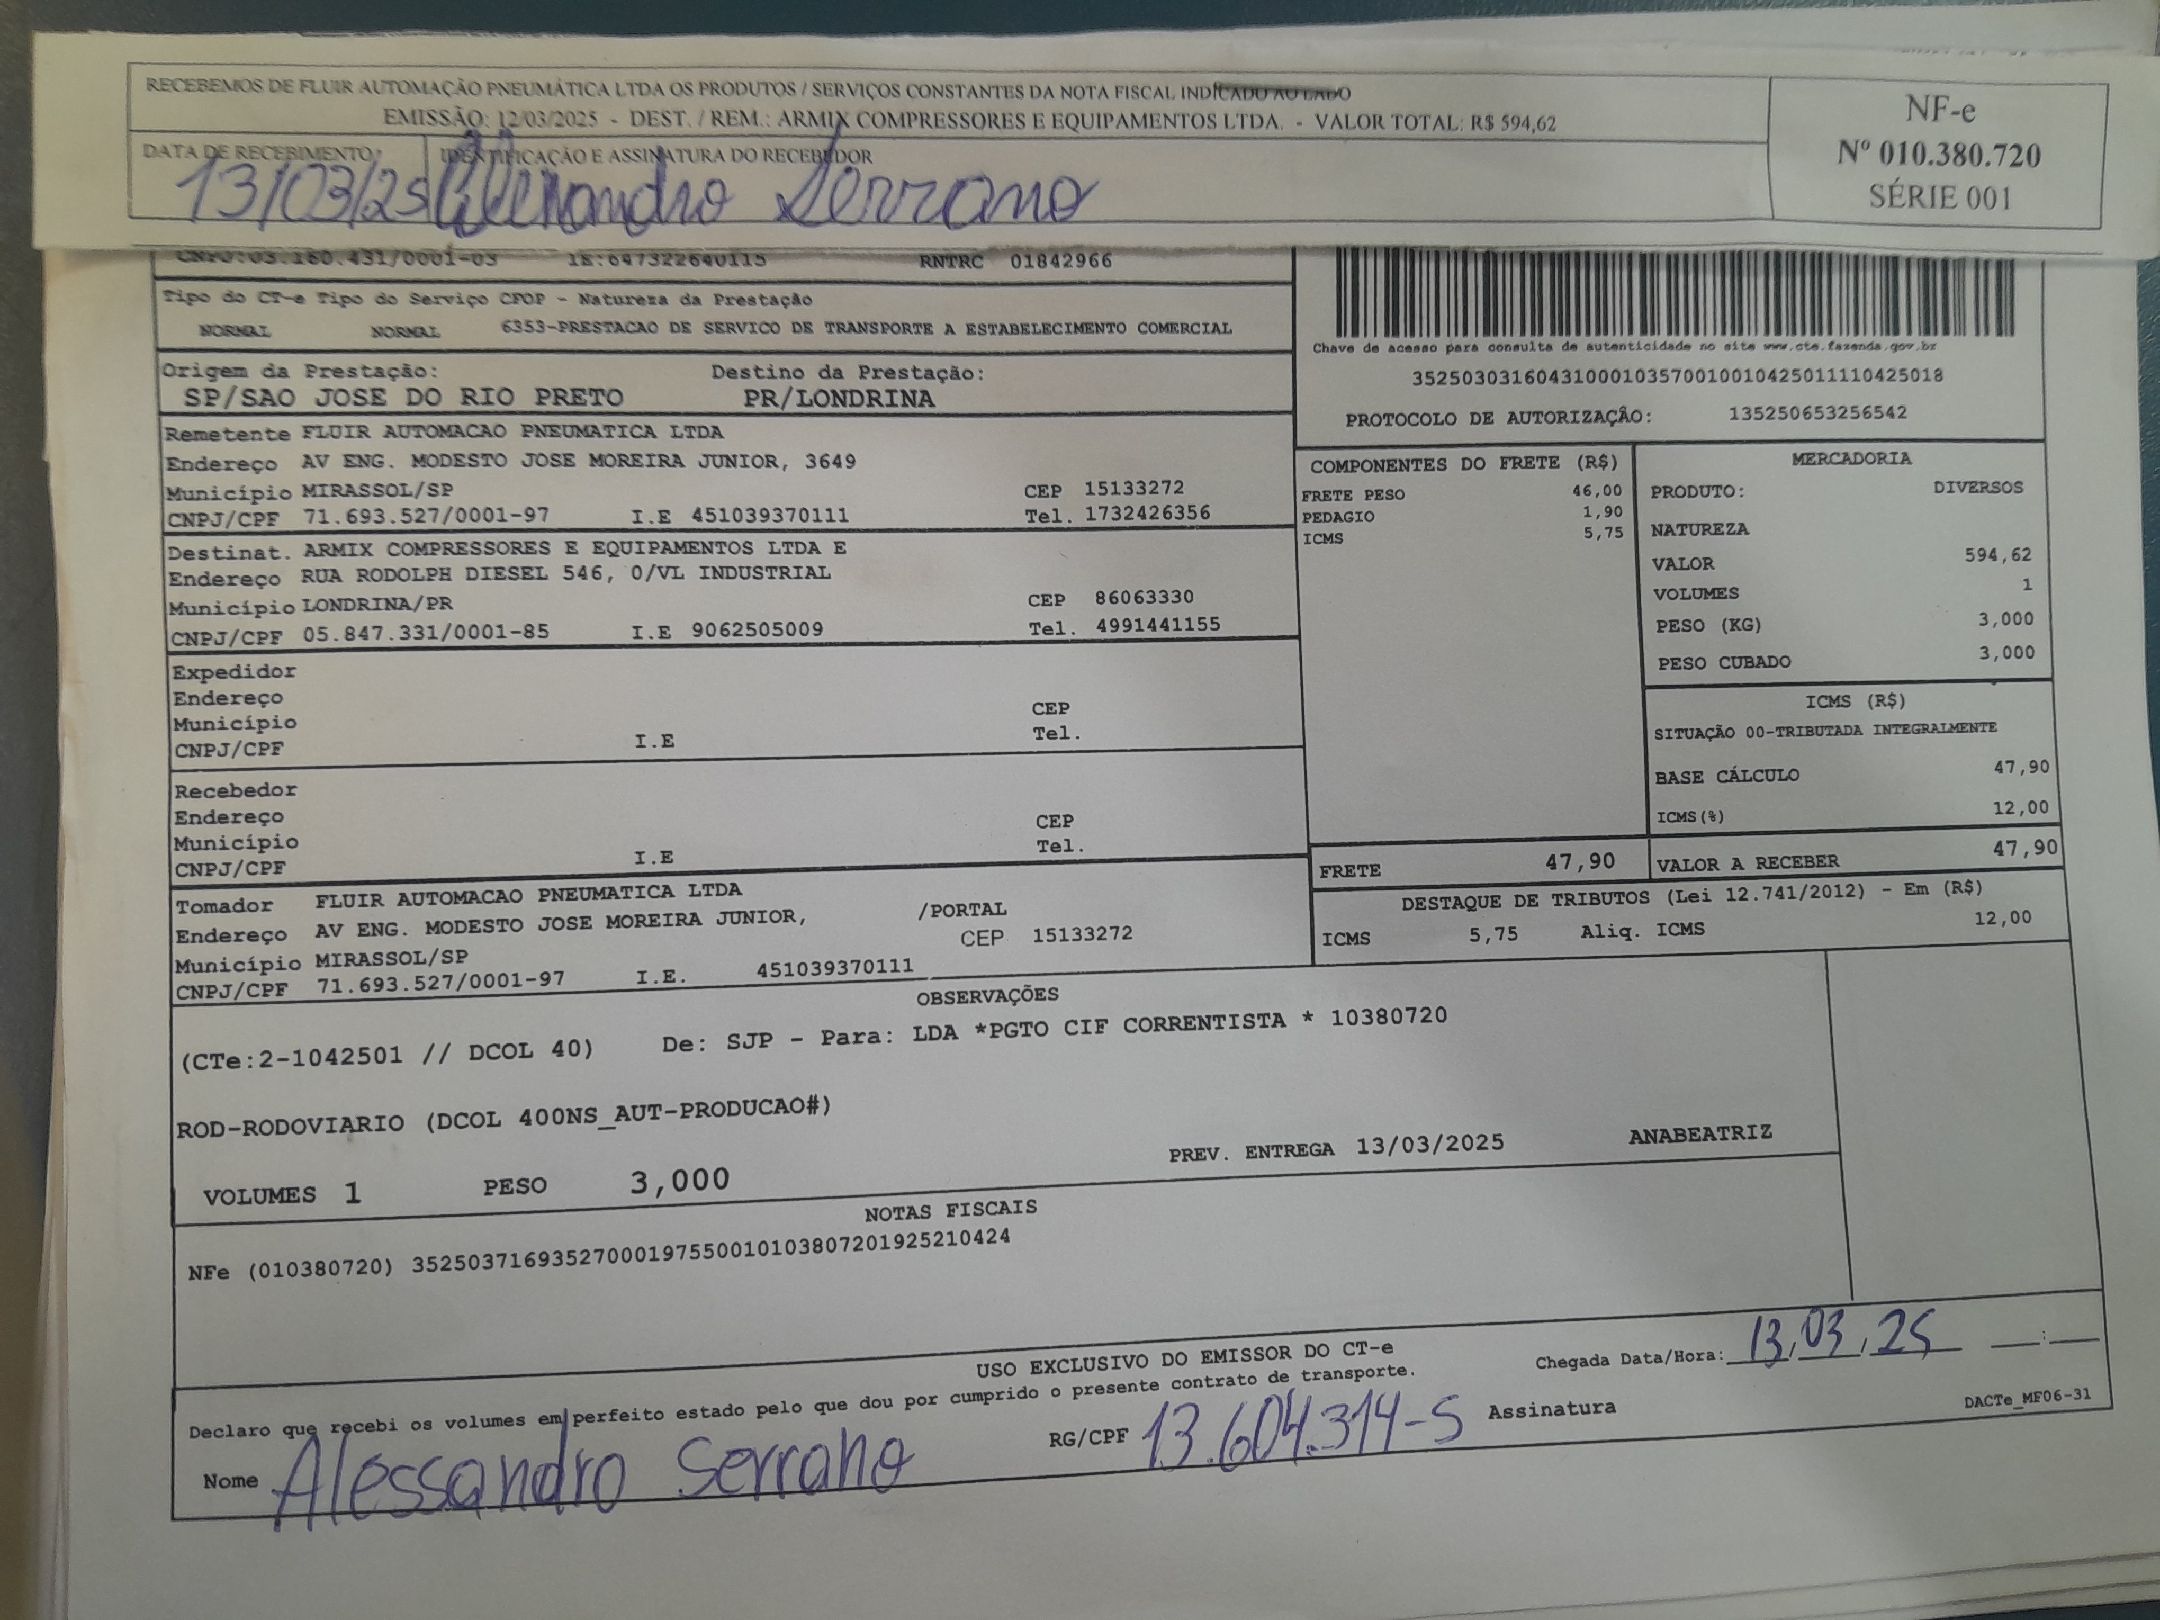 RECEBEMOS DE FLUIR AUTOMAÇÃO PNEUMÁTICA LTDA OS PRODUTOS / SERVIÇOS CONSTANTES DA NOTA FISCAL INDICADO AO LADO
EMISSÃO: 12/03/2025 - DEST. / REM.: ARMIX COMPRESSORES E EQUIPAMENTOS LTDA. - VALOR TOTAL: R$ 594,62
DATA DE RECEBIMENTO IDENTIFICAÇÃO E ASSINATURA DO RECEBEDOR
13/03/25 Alessandro Serrano
NF-e
Nº 010.380.720
SÉRIE 001
CNPJ:03.160.431/0001-03 IE:647322640115 RNTRC 01842966
Tipo do CT-e Tipo do Serviço CFOP - Natureza da Prestação
NORMAL NORMAL 6353-PRESTACAO DE SERVICO DE TRANSPORTE A ESTABELECIMENTO COMERCIAL
Origem da Prestação: Destino da Prestação:
SP/SAO JOSE DO RIO PRETO PR/LONDRINA
Chave de acesso para consulta de autenticidade no site www.cte.fazenda.gov.br
35250303160431000103570010010425011110425018
PROTOCOLO DE AUTORIZAÇÂO: 135250653256542
Remetente FLUIR AUTOMACAO PNEUMATICA LTDA
Endereço AV ENG. MODESTO JOSE MOREIRA JUNIOR, 3649
Município MIRASSOL/SP CEP 15133272
CNPJ/CPF 71.693.527/0001-97 I.E 451039370111 Tel. 1732426356
Destinat. ARMIX COMPRESSORES E EQUIPAMENTOS LTDA E
Endereço RUA RODOLPH DIESEL 546, 0/VL INDUSTRIAL
Município LONDRINA/PR CEP 86063330
CNPJ/CPF 05.847.331/0001-85 I.E 9062505009 Tel. 4991441155
Expedidor
Endereço
Município CEP
CNPJ/CPF I.E Tel.
Recebedor
Endereço
Município CEP
CNPJ/CPF I.E Tel.
Tomador FLUIR AUTOMACAO PNEUMATICA LTDA
Endereço AV ENG. MODESTO JOSE MOREIRA JUNIOR, /PORTAL
Município MIRASSOL/SP CEP 15133272
CNPJ/CPF 71.693.527/0001-97 I.E. 451039370111
COMPONENTES DO FRETE (R$)
FRETE PESO 46,00
PEDAGIO 1,90
ICMS 5,75
MERCADORIA
PRODUTO: DIVERSOS
NATUREZA
VALOR 594,62
VOLUMES 1
PESO (KG) 3,000
PESO CUBADO 3,000
ICMS (R$)
SITUAÇÃO 00-TRIBUTADA INTEGRALMENTE
BASE CÁLCULO 47,90
ICMS(%) 12,00
FRETE 47,90 VALOR A RECEBER 47,90
DESTAQUE DE TRIBUTOS (Lei 12.741/2012) - Em (R$)
ICMS 5,75 Aliq. ICMS 12,00
OBSERVAÇÕES
(CTe:2-1042501 // DCOL 40) De: SJP - Para: LDA *PGTO CIF CORRENTISTA * 10380720
ROD-RODOVIARIO (DCOL 400NS_AUT-PRODUCAO#)
PREV. ENTREGA 13/03/2025 ANABEATRIZ
VOLUMES 1 PESO 3,000
NOTAS FISCAIS
NFe (010380720) 35250371693527000197550010103807201925210424
USO EXCLUSIVO DO EMISSOR DO CT-e
Chegada Data/Hora: 13,03,25 __:__
Declaro que recebi os volumes em perfeito estado pelo que dou por cumprido o presente contrato de transporte.
Nome Alessandro Serrano RG/CPF 13.604.314-5 Assinatura
DACTe_MF06-31